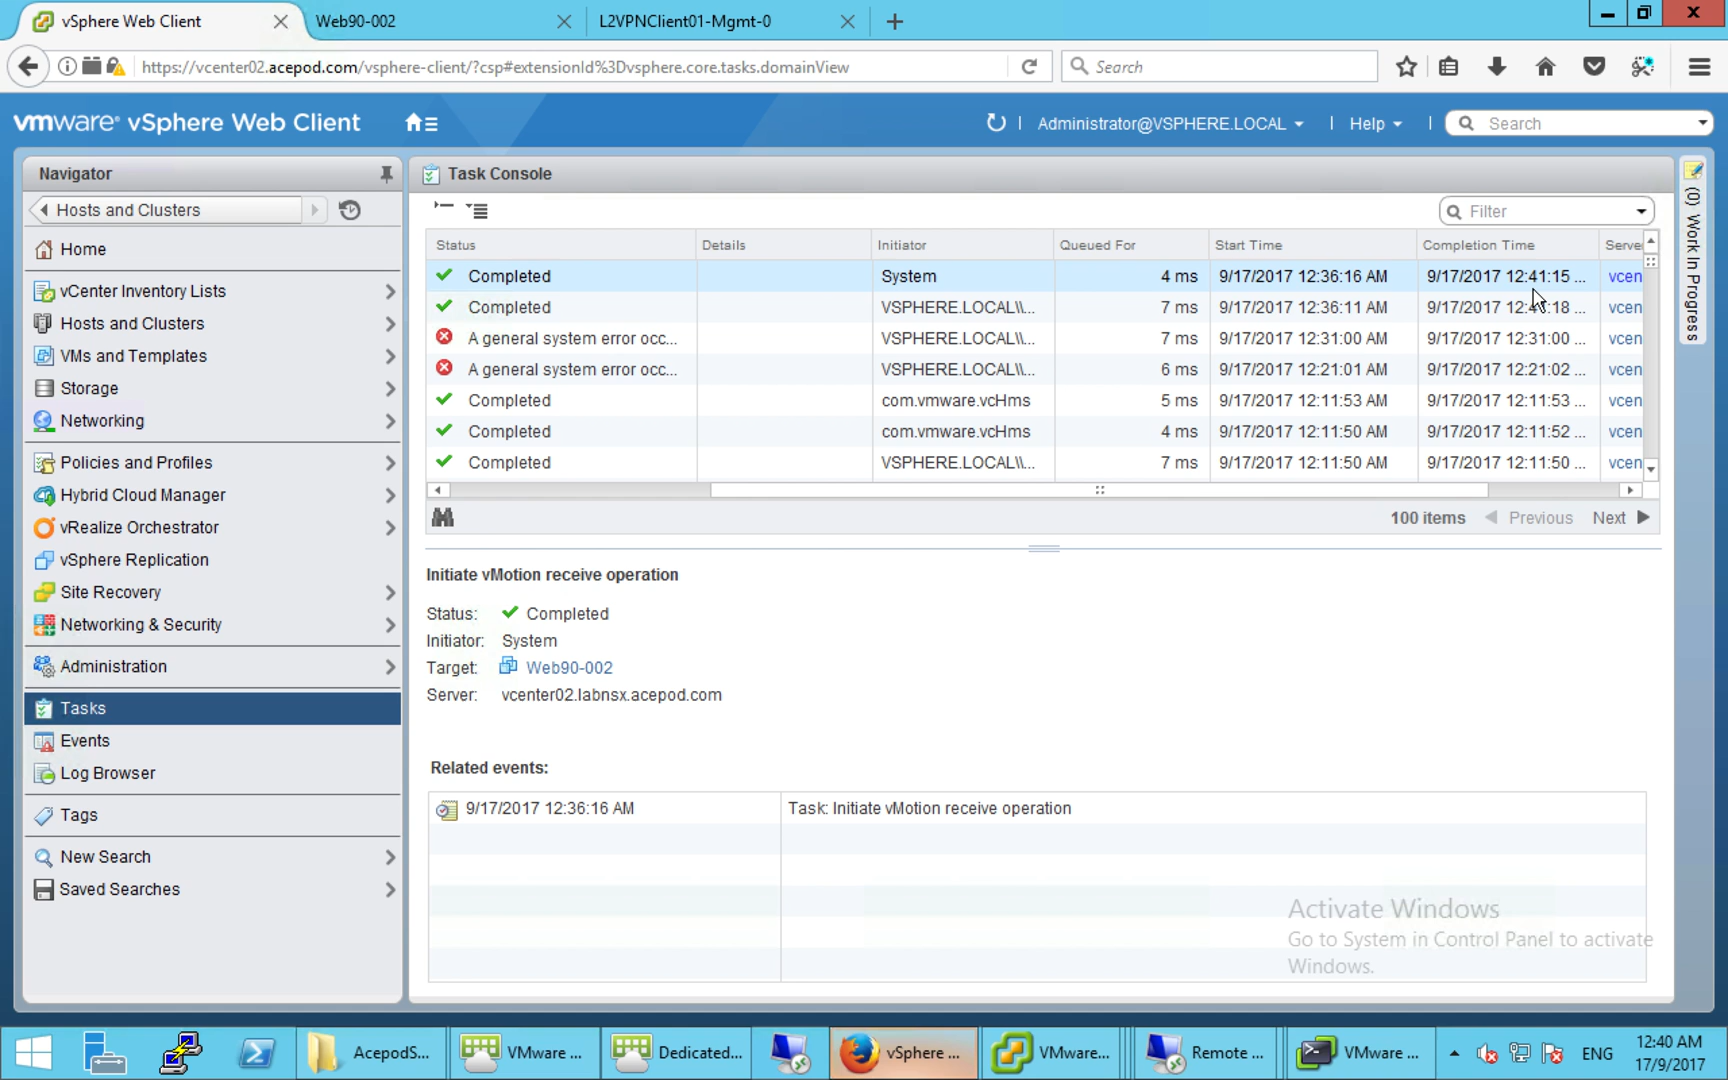 vSphere Web Client
Web90-002
L2VPNClient01-Mgmt-0
https://vcenter02.acepod.com/vsphere-client/?csp#extensionId%3Dvsphere.core.tasks.domainView
Search
vmware® vSphere Web Client
Administrator@VSPHERE.LOCAL
Help
Search
Navigator
Hosts and Clusters
Home
vCenter Inventory Lists
Hosts and Clusters
VMs and Templates
Storage
Networking
Policies and Profiles
Hybrid Cloud Manager
vRealize Orchestrator
vSphere Replication
Site Recovery
Networking & Security
Administration
Tasks
Events
Log Browser
Tags
New Search
Saved Searches
Task Console
Filter
Status Details Initiator Queued For Start Time Completion Time Serve
Completed System 4 ms 9/17/2017 12:36:16 AM 9/17/2017 12:41:15 ... vcen
Completed VSPHERE.LOCAL\\... 7 ms 9/17/2017 12:36:11 AM 9/17/2017 12:41:18 ... vcen
A general system error occ... VSPHERE.LOCAL\\... 7 ms 9/17/2017 12:31:00 AM 9/17/2017 12:31:00 ... vcen
A general system error occ... VSPHERE.LOCAL\\... 6 ms 9/17/2017 12:21:01 AM 9/17/2017 12:21:02 ... vcen
Completed com.vmware.vcHms 5 ms 9/17/2017 12:11:53 AM 9/17/2017 12:11:53 ... vcen
Completed com.vmware.vcHms 4 ms 9/17/2017 12:11:50 AM 9/17/2017 12:11:52 ... vcen
Completed VSPHERE.LOCAL\\... 7 ms 9/17/2017 12:11:50 AM 9/17/2017 12:11:50 ... vcen
100 items Previous Next
Initiate vMotion receive operation
Status: Completed
Initiator: System
Target: Web90-002
Server: vcenter02.labnsx.acepod.com
Related events:
9/17/2017 12:36:16 AM Task: Initiate vMotion receive operation
(0) Work In Progress
Activate Windows
Go to System in Control Panel to activate
Windows.
AcepodS...
VMware ...
Dedicated...
vSphere ...
VMware...
Remote ...
VMware ...
ENG
12:40 AM
17/9/2017